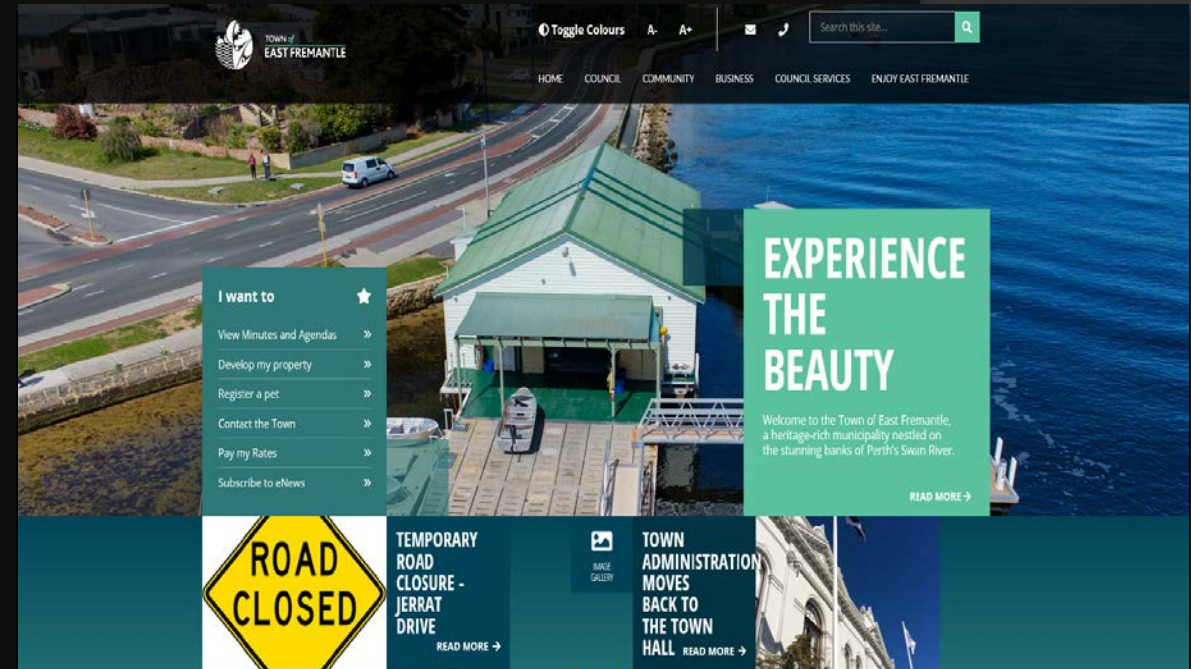 Toggle Colours A- A+ Search this site...
TOWN of
EAST FREMANTLE
HOME COUNCIL COMMUNITY BUSINESS COUNCIL SERVICES ENJOY EAST FREMANTLE
I want to
View Minutes and Agendas
Develop my property
Register a pet
Contact the Town
Pay my Rates
Subscribe to eNews
EXPERIENCE
THE
BEAUTY
Welcome to the Town of East Fremantle,
a heritage-rich municipality nestled on
the stunning banks of Perth's Swan River.
READ MORE
ROAD
CLOSED
TEMPORARY
ROAD
CLOSURE -
JERRAT
DRIVE
READ MORE
IMAGE
GALLERY
TOWN
ADMINISTRATION
MOVES
BACK TO
THE TOWN
HALL READ MORE